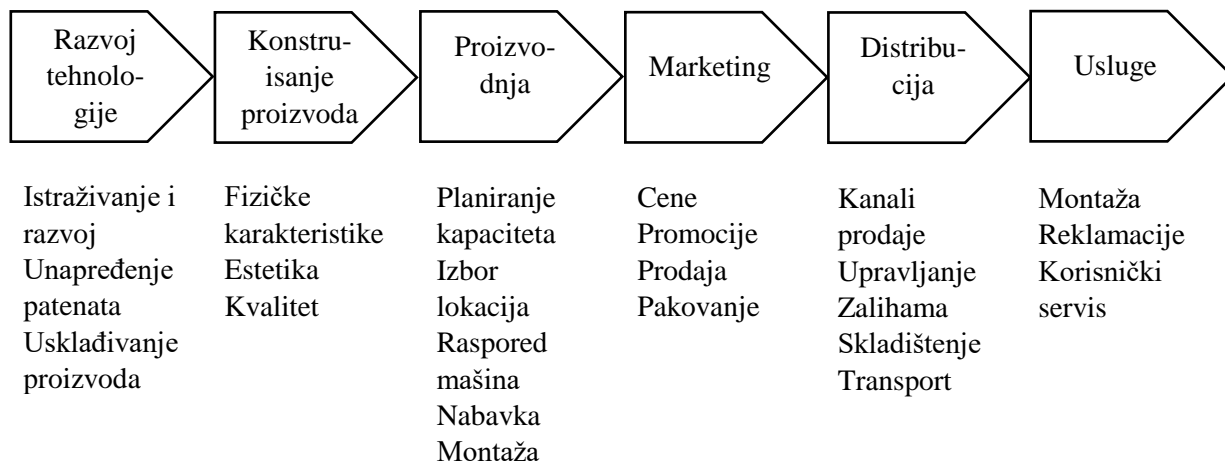 Razvoj
tehnolo-
gije
Konstru-
isanje
proizvoda
Proizvo-
dnja
Marketing
Distribu-
cija
Usluge
Istraživanje i
razvoj
Unapređenje
patenata
Usklađivanje
proizvoda
Fizičke
karakteristike
Estetika
Kvalitet
Planiranje
kapaciteta
Izbor
lokacija
Raspored
mašina
Nabavka
Montaža
Cene
Promocije
Prodaja
Pakovanje
Kanali
prodaje
Upravljanje
Zalihama
Skladištenje
Transport
Montaža
Reklamacije
Korisnički
servis